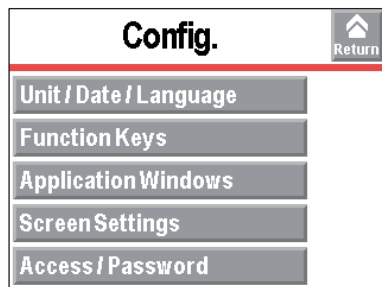 Config.
Return
Unit / Date / Language
Function Keys
Application Windows
Screen Settings
Access / Password